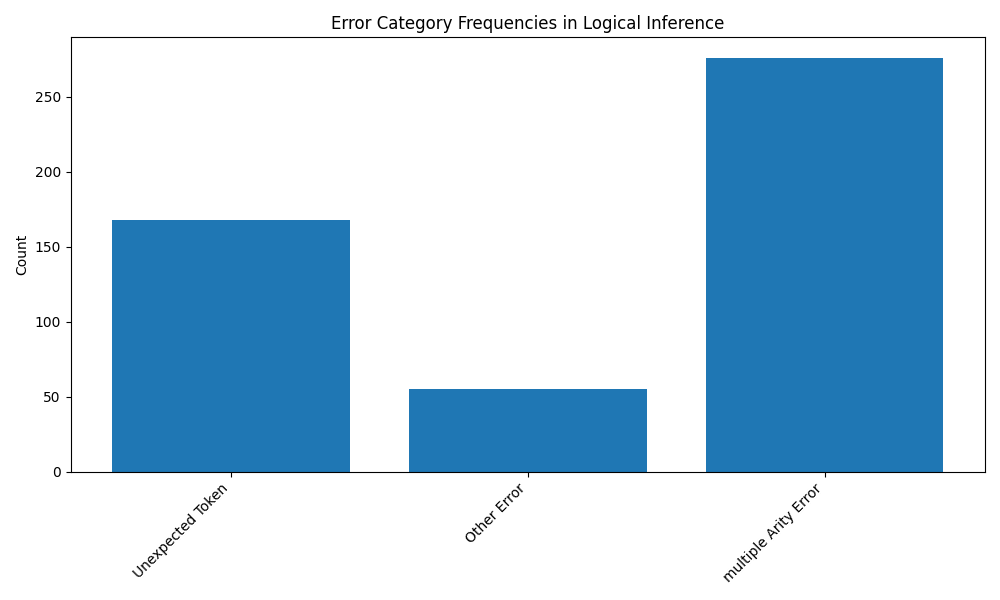 Error Category Frequencies in Logical Inference
Count
250
200
150
100
50
0
Unexpected Token
Other Error
multiple Arity Error